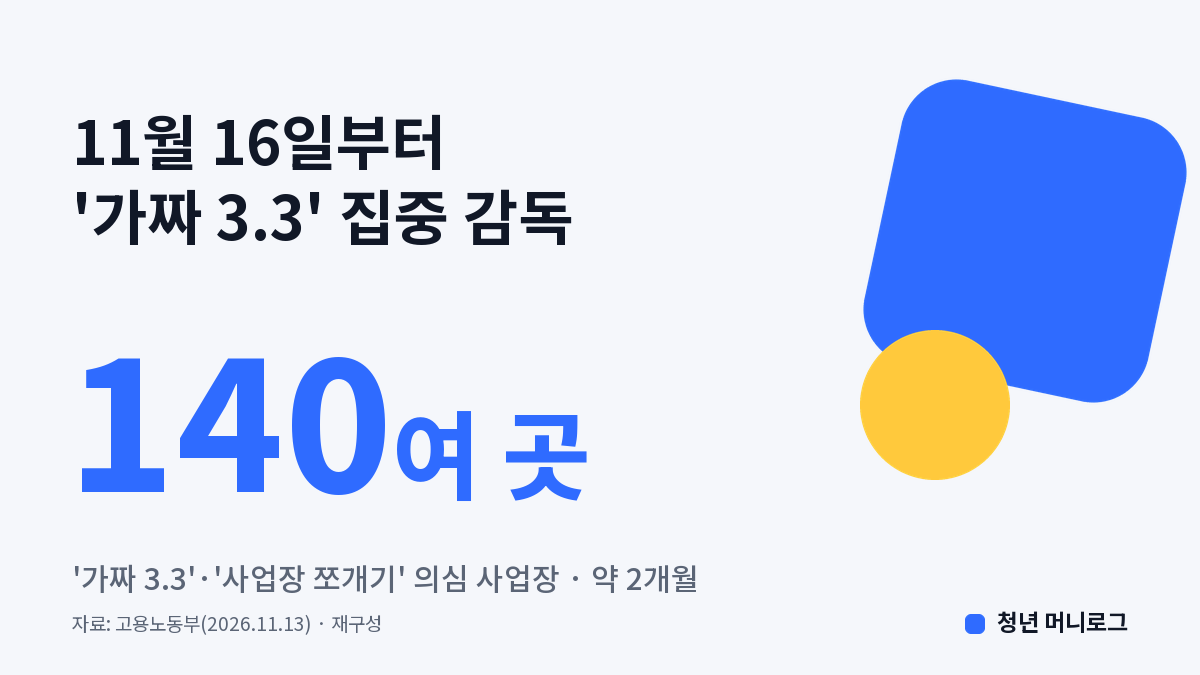 11월 16일부터
'가짜 3.3' 집중 감독
140여 곳
'가짜 3.3'·'사업장 쪼개기' 의심 사업장 · 약 2개월
자료: 고용노동부(2026.11.13) · 재구성
청년 머니로그